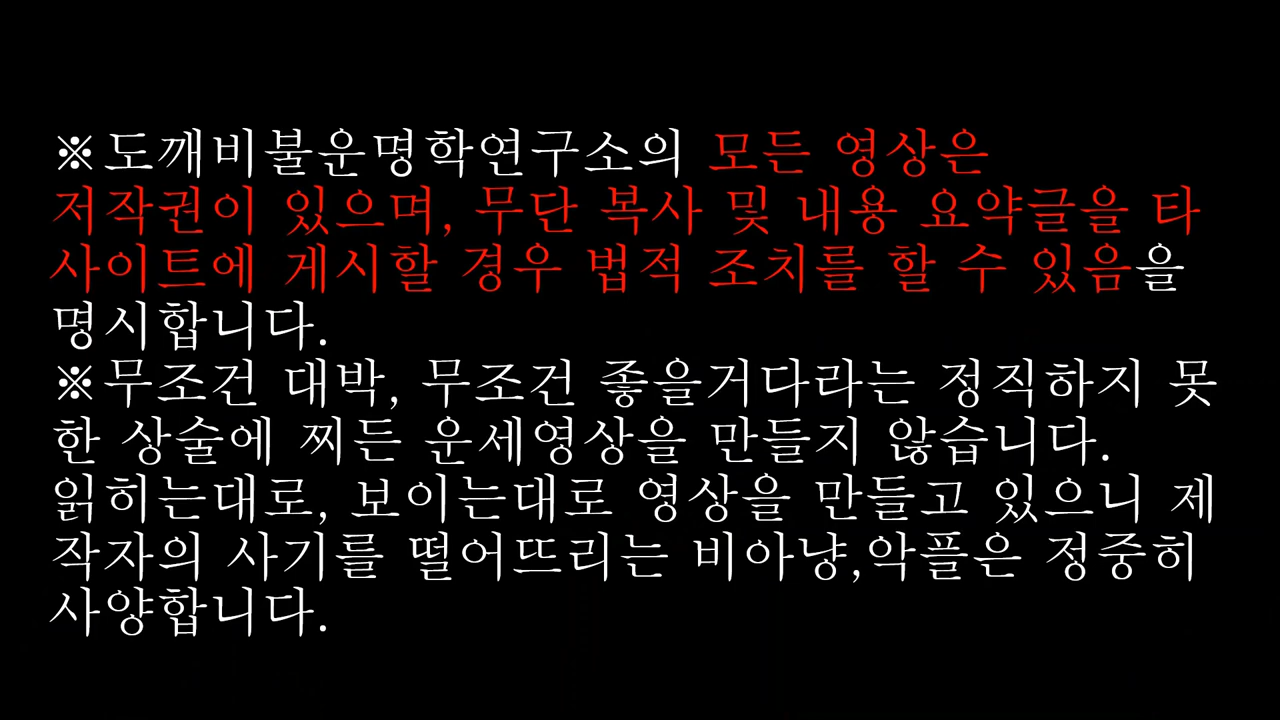 ※도깨비불운명학연구소의 모든 영상은
저작권이 있으며, 무단 복사 및 내용 요약글을 타
사이트에 게시할 경우 법적 조치를 할 수 있음을
명시합니다.
※무조건 대박, 무조건 좋을거다라는 정직하지 못
한 상술에 찌든 운세영상을 만들지 않습니다.
읽히는대로, 보이는대로 영상을 만들고 있으니 제
작자의 사기를 떨어뜨리는 비아냥,악플은 정중히
사양합니다.